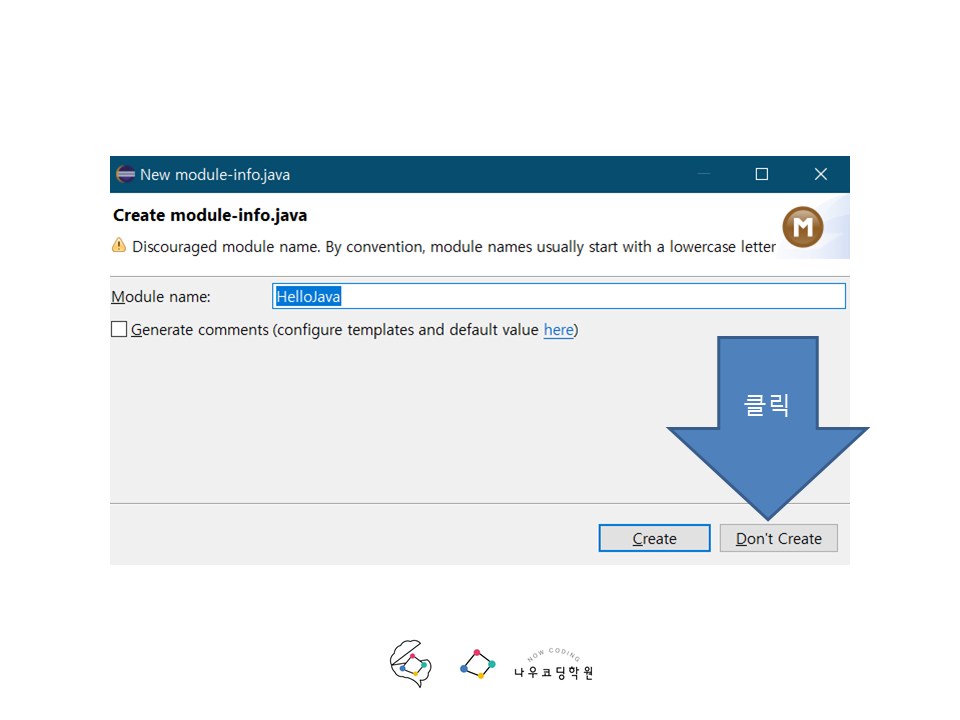 New module-info.java
Create module-info.java
M
Discouraged module name. By convention, module names usually start with a lowercase letter
Module name:
HelloJava
Generate comments (configure templates and default value here)
클릭
Create
Don't Create
NOW CODING
나우코딩학원